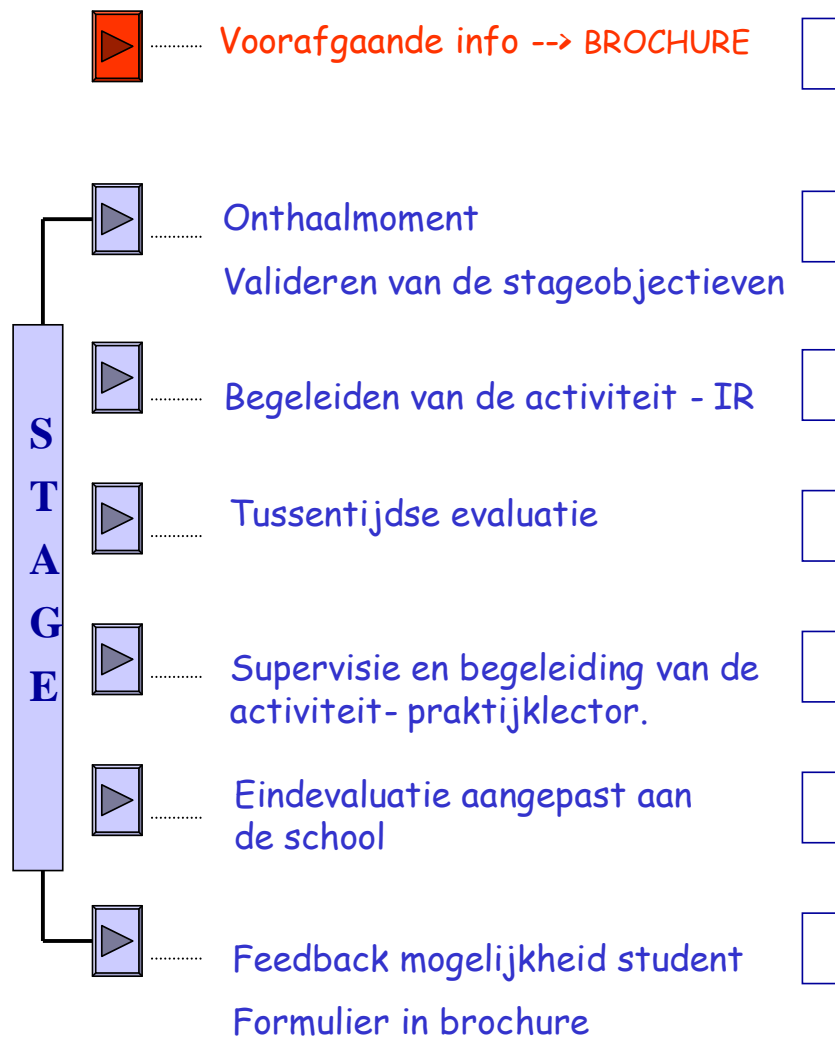 Voorafgaande info --> BROCHURE
Onthaalmoment
Valideren van de stageobjectieven
Begeleiden van de activiteit - IR
Tussentijdse evaluatie
Supervisie en begeleiding van de
activiteit- praktijklector.
Eindevaluatie aangepast aan
de school
Feedback mogelijkheid student
Formulier in brochure
S
T
A
G
E